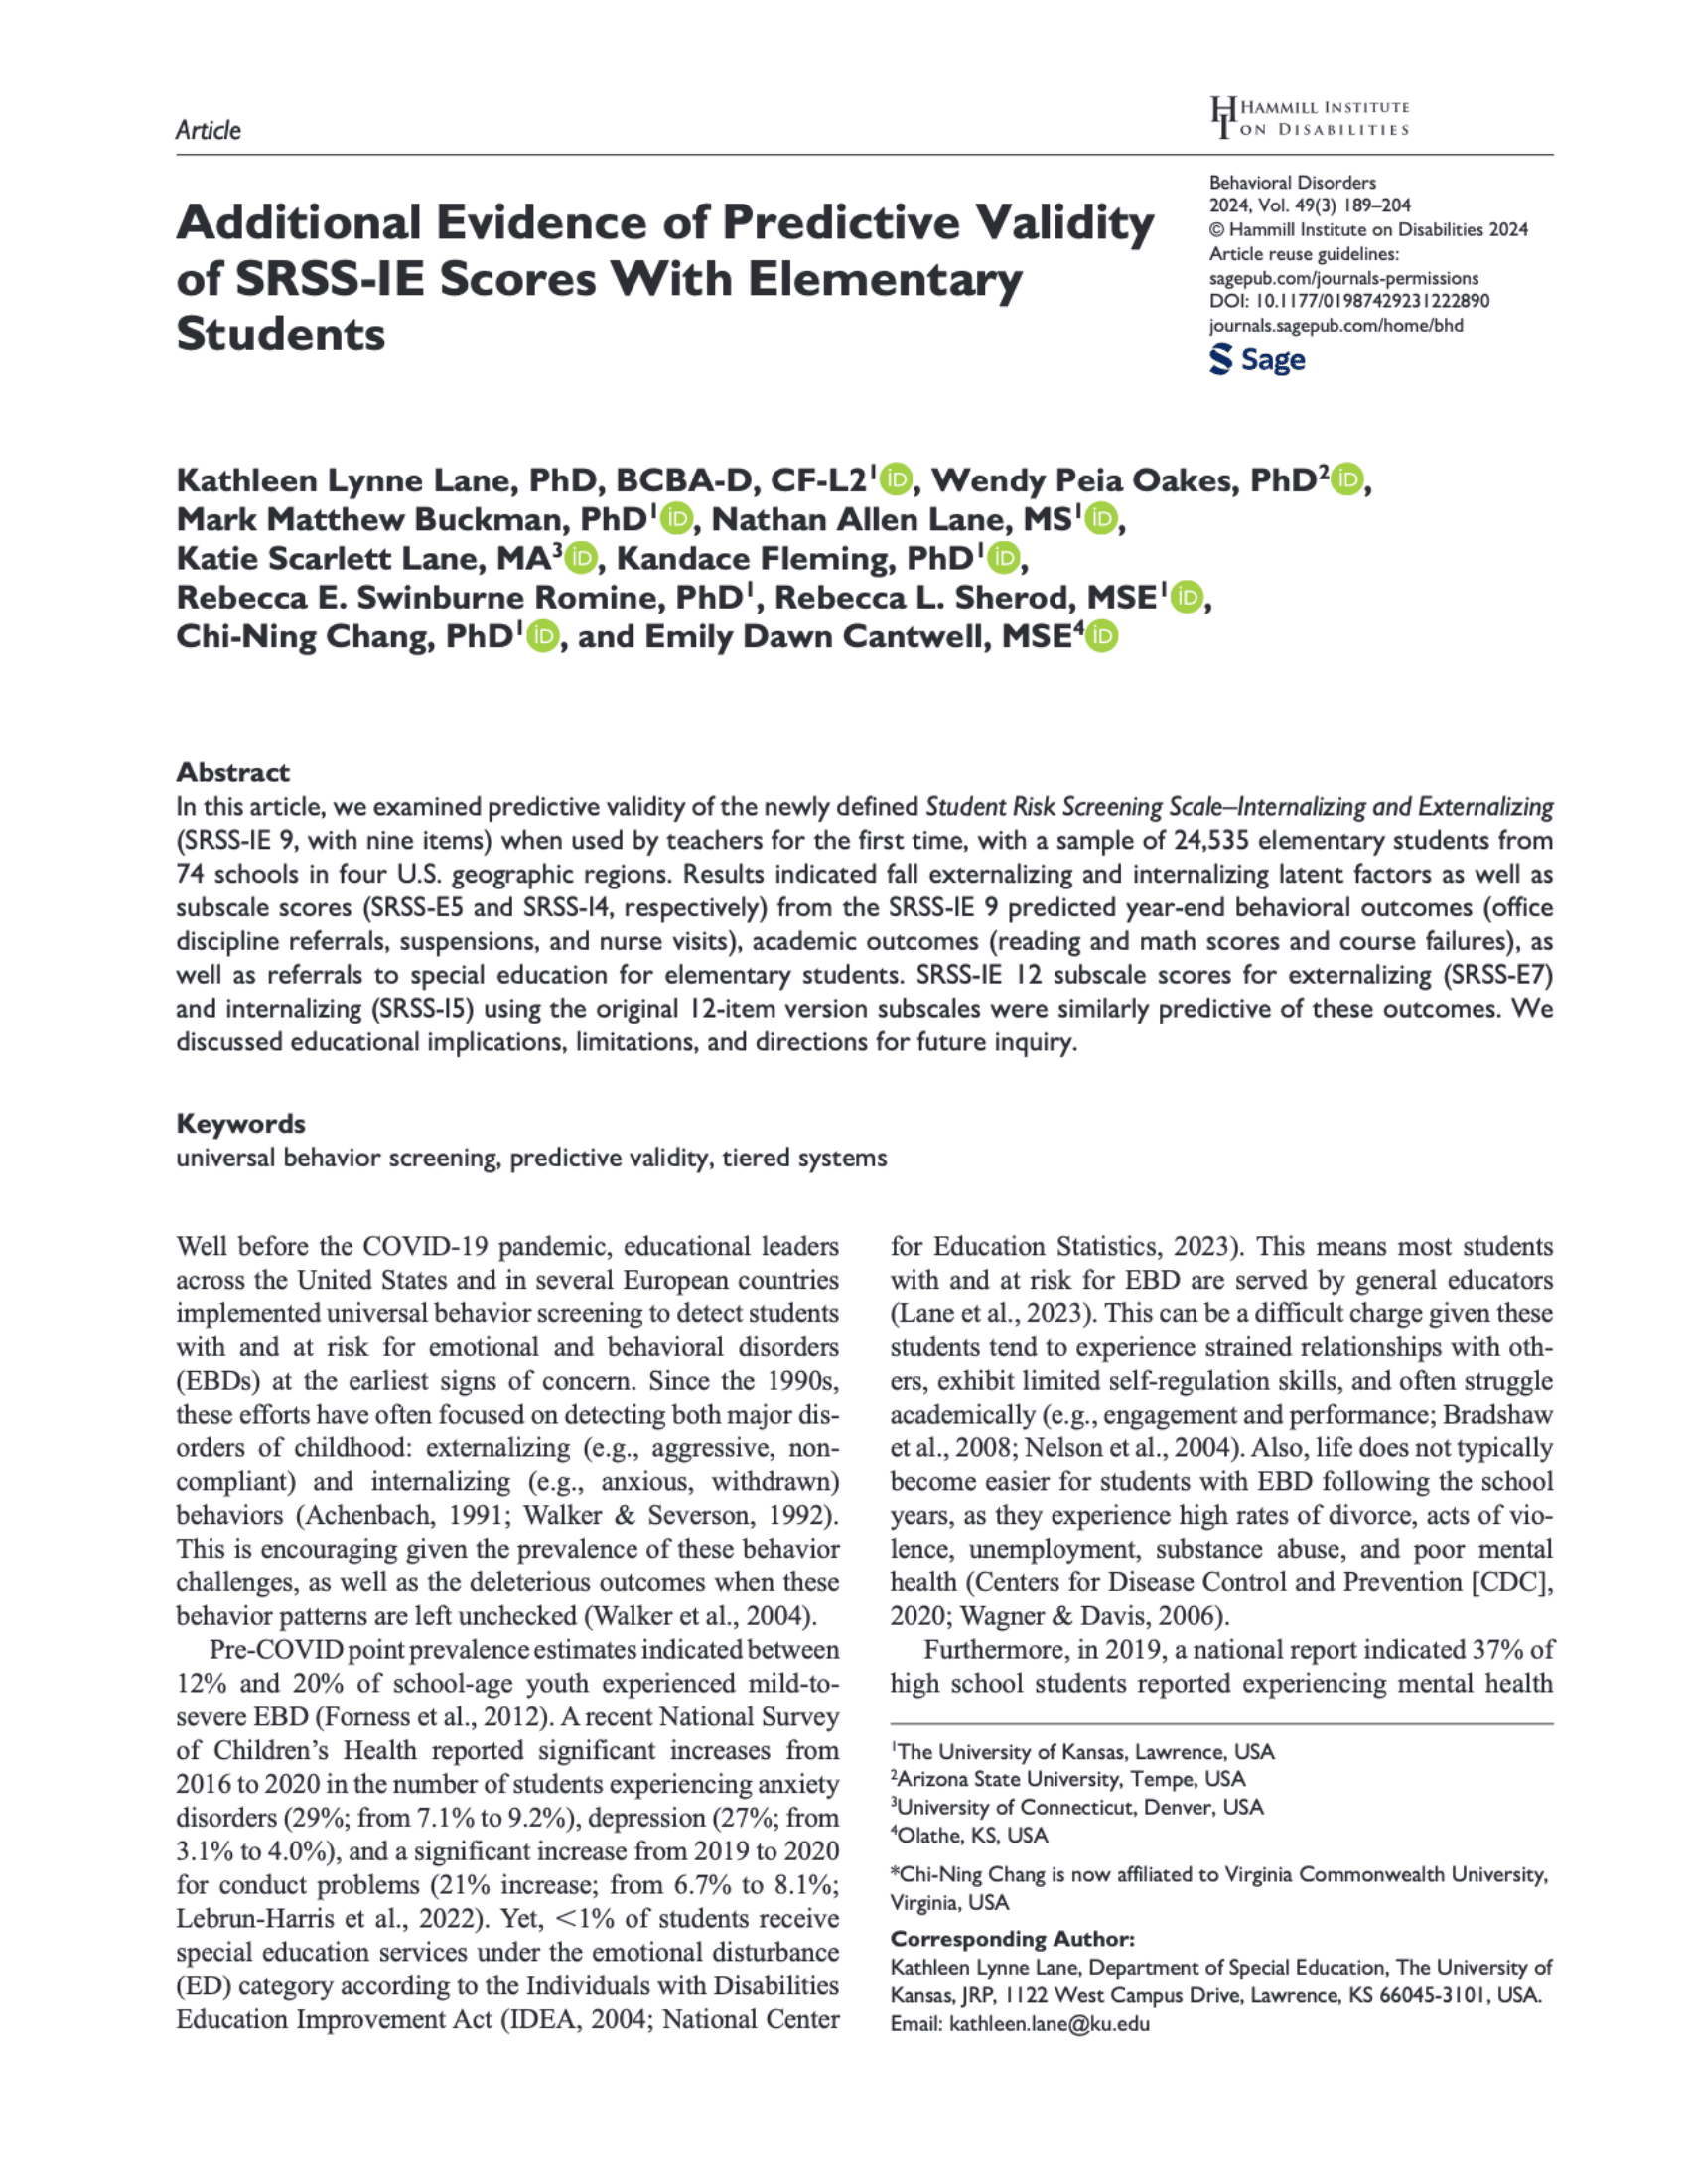 Article
HAMMILL INSTITUTE
ON DISABILITIES
Additional Evidence of Predictive Validity
of SRSS-IE Scores With Elementary
Students
Behavioral Disorders
2024, Vol. 49(3) 189–204
© Hammill Institute on Disabilities 2024
Article reuse guidelines:
sagepub.com/journals-permissions
DOI: 10.1177/01987429231222890
journals.sagepub.com/home/bhd
Sage
Kathleen Lynne Lane, PhD, BCBA-D, CF-L2¹ iD, Wendy Peia Oakes, PhD² iD,
Mark Matthew Buckman, PhD¹ iD, Nathan Allen Lane, MS¹ iD,
Katie Scarlett Lane, MA³ iD, Kandace Fleming, PhD¹ iD,
Rebecca E. Swinburne Romine, PhD¹, Rebecca L. Sherod, MSE¹ iD,
Chi-Ning Chang, PhD¹ iD, and Emily Dawn Cantwell, MSE⁴ iD
Abstract
In this article, we examined predictive validity of the newly defined Student Risk Screening Scale–Internalizing and Externalizing
(SRSS-IE 9, with nine items) when used by teachers for the first time, with a sample of 24,535 elementary students from
74 schools in four U.S. geographic regions. Results indicated fall externalizing and internalizing latent factors as well as
subscale scores (SRSS-E5 and SRSS-I4, respectively) from the SRSS-IE 9 predicted year-end behavioral outcomes (office
discipline referrals, suspensions, and nurse visits), academic outcomes (reading and math scores and course failures), as
well as referrals to special education for elementary students. SRSS-IE 12 subscale scores for externalizing (SRSS-E7)
and internalizing (SRSS-I5) using the original 12-item version subscales were similarly predictive of these outcomes. We
discussed educational implications, limitations, and directions for future inquiry.
Keywords
universal behavior screening, predictive validity, tiered systems
Well before the COVID-19 pandemic, educational leaders
across the United States and in several European countries
implemented universal behavior screening to detect students
with and at risk for emotional and behavioral disorders
(EBDs) at the earliest signs of concern. Since the 1990s,
these efforts have often focused on detecting both major dis-
orders of childhood: externalizing (e.g., aggressive, non-
compliant) and internalizing (e.g., anxious, withdrawn)
behaviors (Achenbach, 1991; Walker & Severson, 1992).
This is encouraging given the prevalence of these behavior
challenges, as well as the deleterious outcomes when these
behavior patterns are left unchecked (Walker et al., 2004).
Pre-COVID point prevalence estimates indicated between
12% and 20% of school-age youth experienced mild-to-
severe EBD (Forness et al., 2012). A recent National Survey
of Children’s Health reported significant increases from
2016 to 2020 in the number of students experiencing anxiety
disorders (29%; from 7.1% to 9.2%), depression (27%; from
3.1% to 4.0%), and a significant increase from 2019 to 2020
for conduct problems (21% increase; from 6.7% to 8.1%;
Lebrun-Harris et al., 2022). Yet, <1% of students receive
special education services under the emotional disturbance
(ED) category according to the Individuals with Disabilities
Education Improvement Act (IDEA, 2004; National Center
for Education Statistics, 2023). This means most students
with and at risk for EBD are served by general educators
(Lane et al., 2023). This can be a difficult charge given these
students tend to experience strained relationships with oth-
ers, exhibit limited self-regulation skills, and often struggle
academically (e.g., engagement and performance; Bradshaw
et al., 2008; Nelson et al., 2004). Also, life does not typically
become easier for students with EBD following the school
years, as they experience high rates of divorce, acts of vio-
lence, unemployment, substance abuse, and poor mental
health (Centers for Disease Control and Prevention [CDC],
2020; Wagner & Davis, 2006).
Furthermore, in 2019, a national report indicated 37% of
high school students reported experiencing mental health
¹The University of Kansas, Lawrence, USA
²Arizona State University, Tempe, USA
³University of Connecticut, Denver, USA
⁴Olathe, KS, USA
*Chi-Ning Chang is now affiliated to Virginia Commonwealth University,
Virginia, USA
Corresponding Author:
Kathleen Lynne Lane, Department of Special Education, The University of
Kansas, JRP, 1122 West Campus Drive, Lawrence, KS 66045-3101, USA.
Email: kathleen.lane@ku.edu